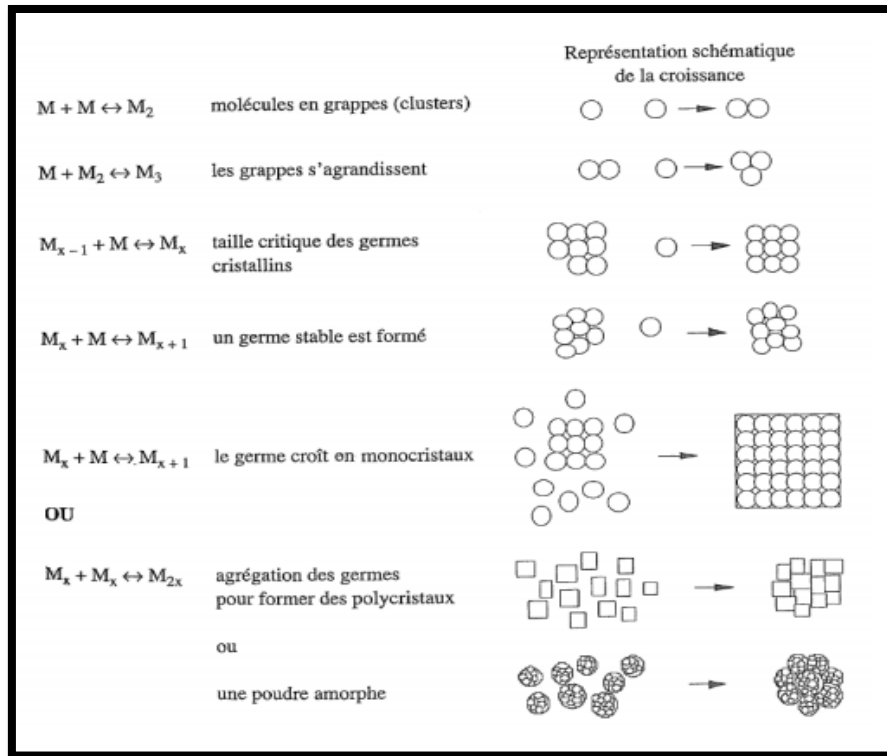 Représentation schématique
de la croissance
M + M ↔ M₂ molécules en grappes (clusters)
M + M₂ ↔ M₃ les grappes s'agrandissent
Mₓ₋₁ + M ↔ Mₓ taille critique des germes
cristallins
Mₓ + M ↔ Mₓ₊₁ un germe stable est formé
Mₓ + M ↔ Mₓ₊₁ le germe croît en monocristaux
OU
Mₓ + Mₓ ↔ M₂ₓ agrégation des germes
pour former des polycristaux
ou
une poudre amorphe